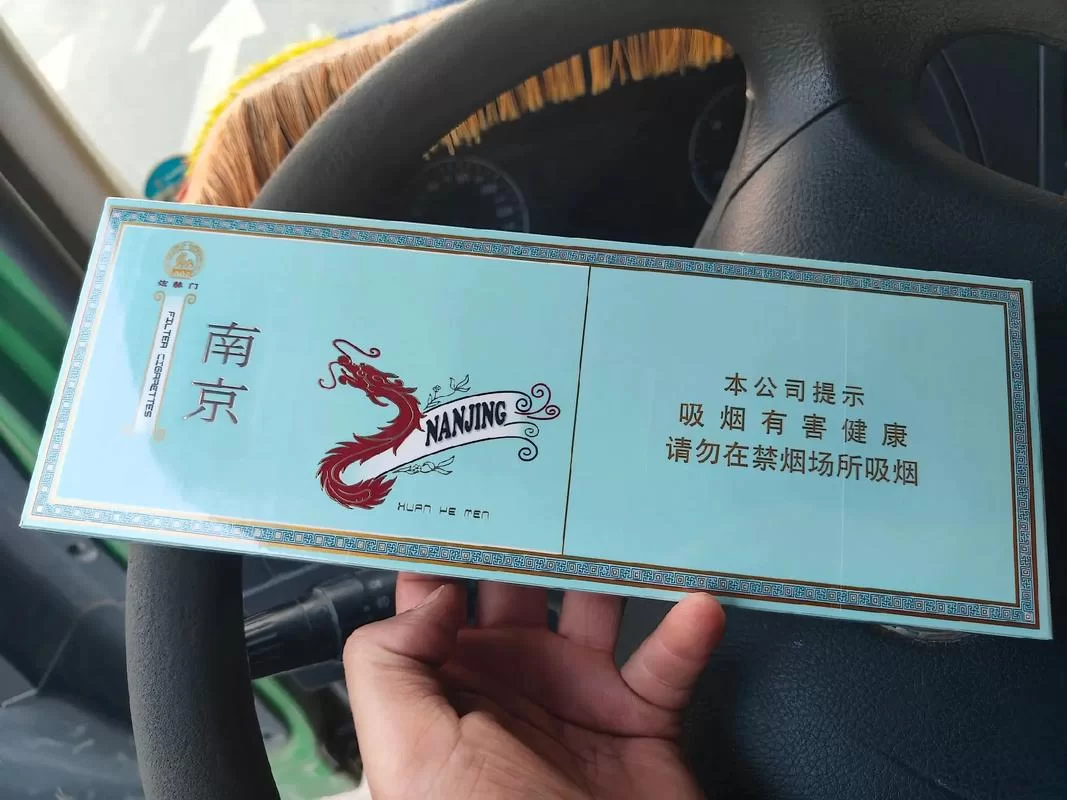 炫赫门
FILTER CIGARETTES
南京
NANJING
XUAN HE MEN
本公司提示
吸烟有害健康
请勿在禁烟场所吸烟